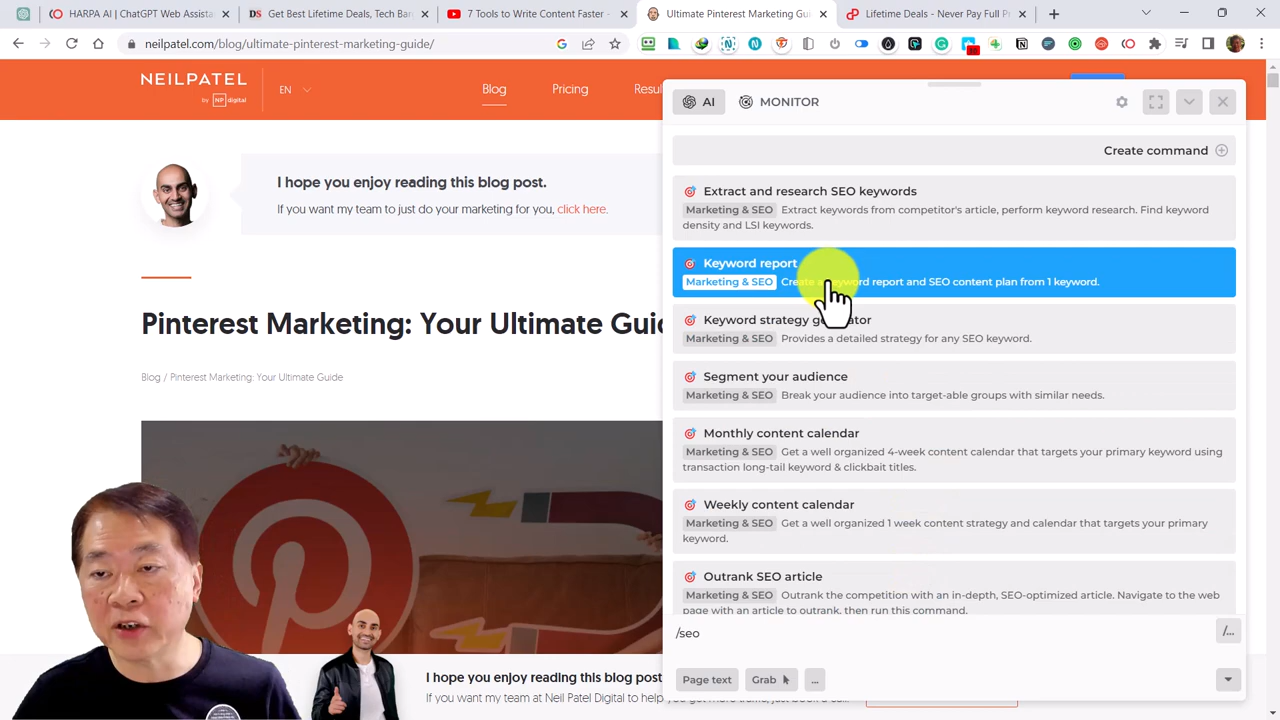 HARPA AI | ChatGPT Web Assista
Get Best Lifetime Deals, Tech Bar
7 Tools to Write Content Faster -
Ultimate Pinterest Marketing Gui
Lifetime Deals - Never Pay Full P
neilpatel.com/blog/ultimate-pinterest-marketing-guide/
NEILPATEL
by NP digital
EN
Blog
Pricing
Resul
I hope you enjoy reading this blog post.
If you want my team to just do your marketing for you, click here.
Pinterest Marketing: Your Ultimate Guid
Blog / Pinterest Marketing: Your Ultimate Guide
I hope you enjoy reading this blog post
If you want my team at Neil Patel Digital to help
AI
MONITOR
Create command
Extract and research SEO keywords
Marketing & SEO Extract keywords from competitor's article, perform keyword research. Find keyword
density and LSI keywords.
Keyword report
Marketing & SEO keyword report and SEO content plan from 1 keyword.
Keyword strategy
Marketing & SEO Provides a detailed strategy for any SEO keyword.
Segment your audience
Marketing & SEO Break your audience into target-able groups with similar needs.
Monthly content calendar
Marketing & SEO Get a well organized 4-week content calendar that targets your primary keyword using
transaction long-tail keyword & clickbait titles.
Weekly content calendar
Marketing & SEO Get a well organized 1 week content strategy and calendar that targets your primary
keyword.
Outrank SEO article
Marketing & SEO Outrank the competition with an in-depth, SEO-optimized article. Navigate to the web
page with an article to outrank, then run this command.
/seo
/...
Page text
Grab
...